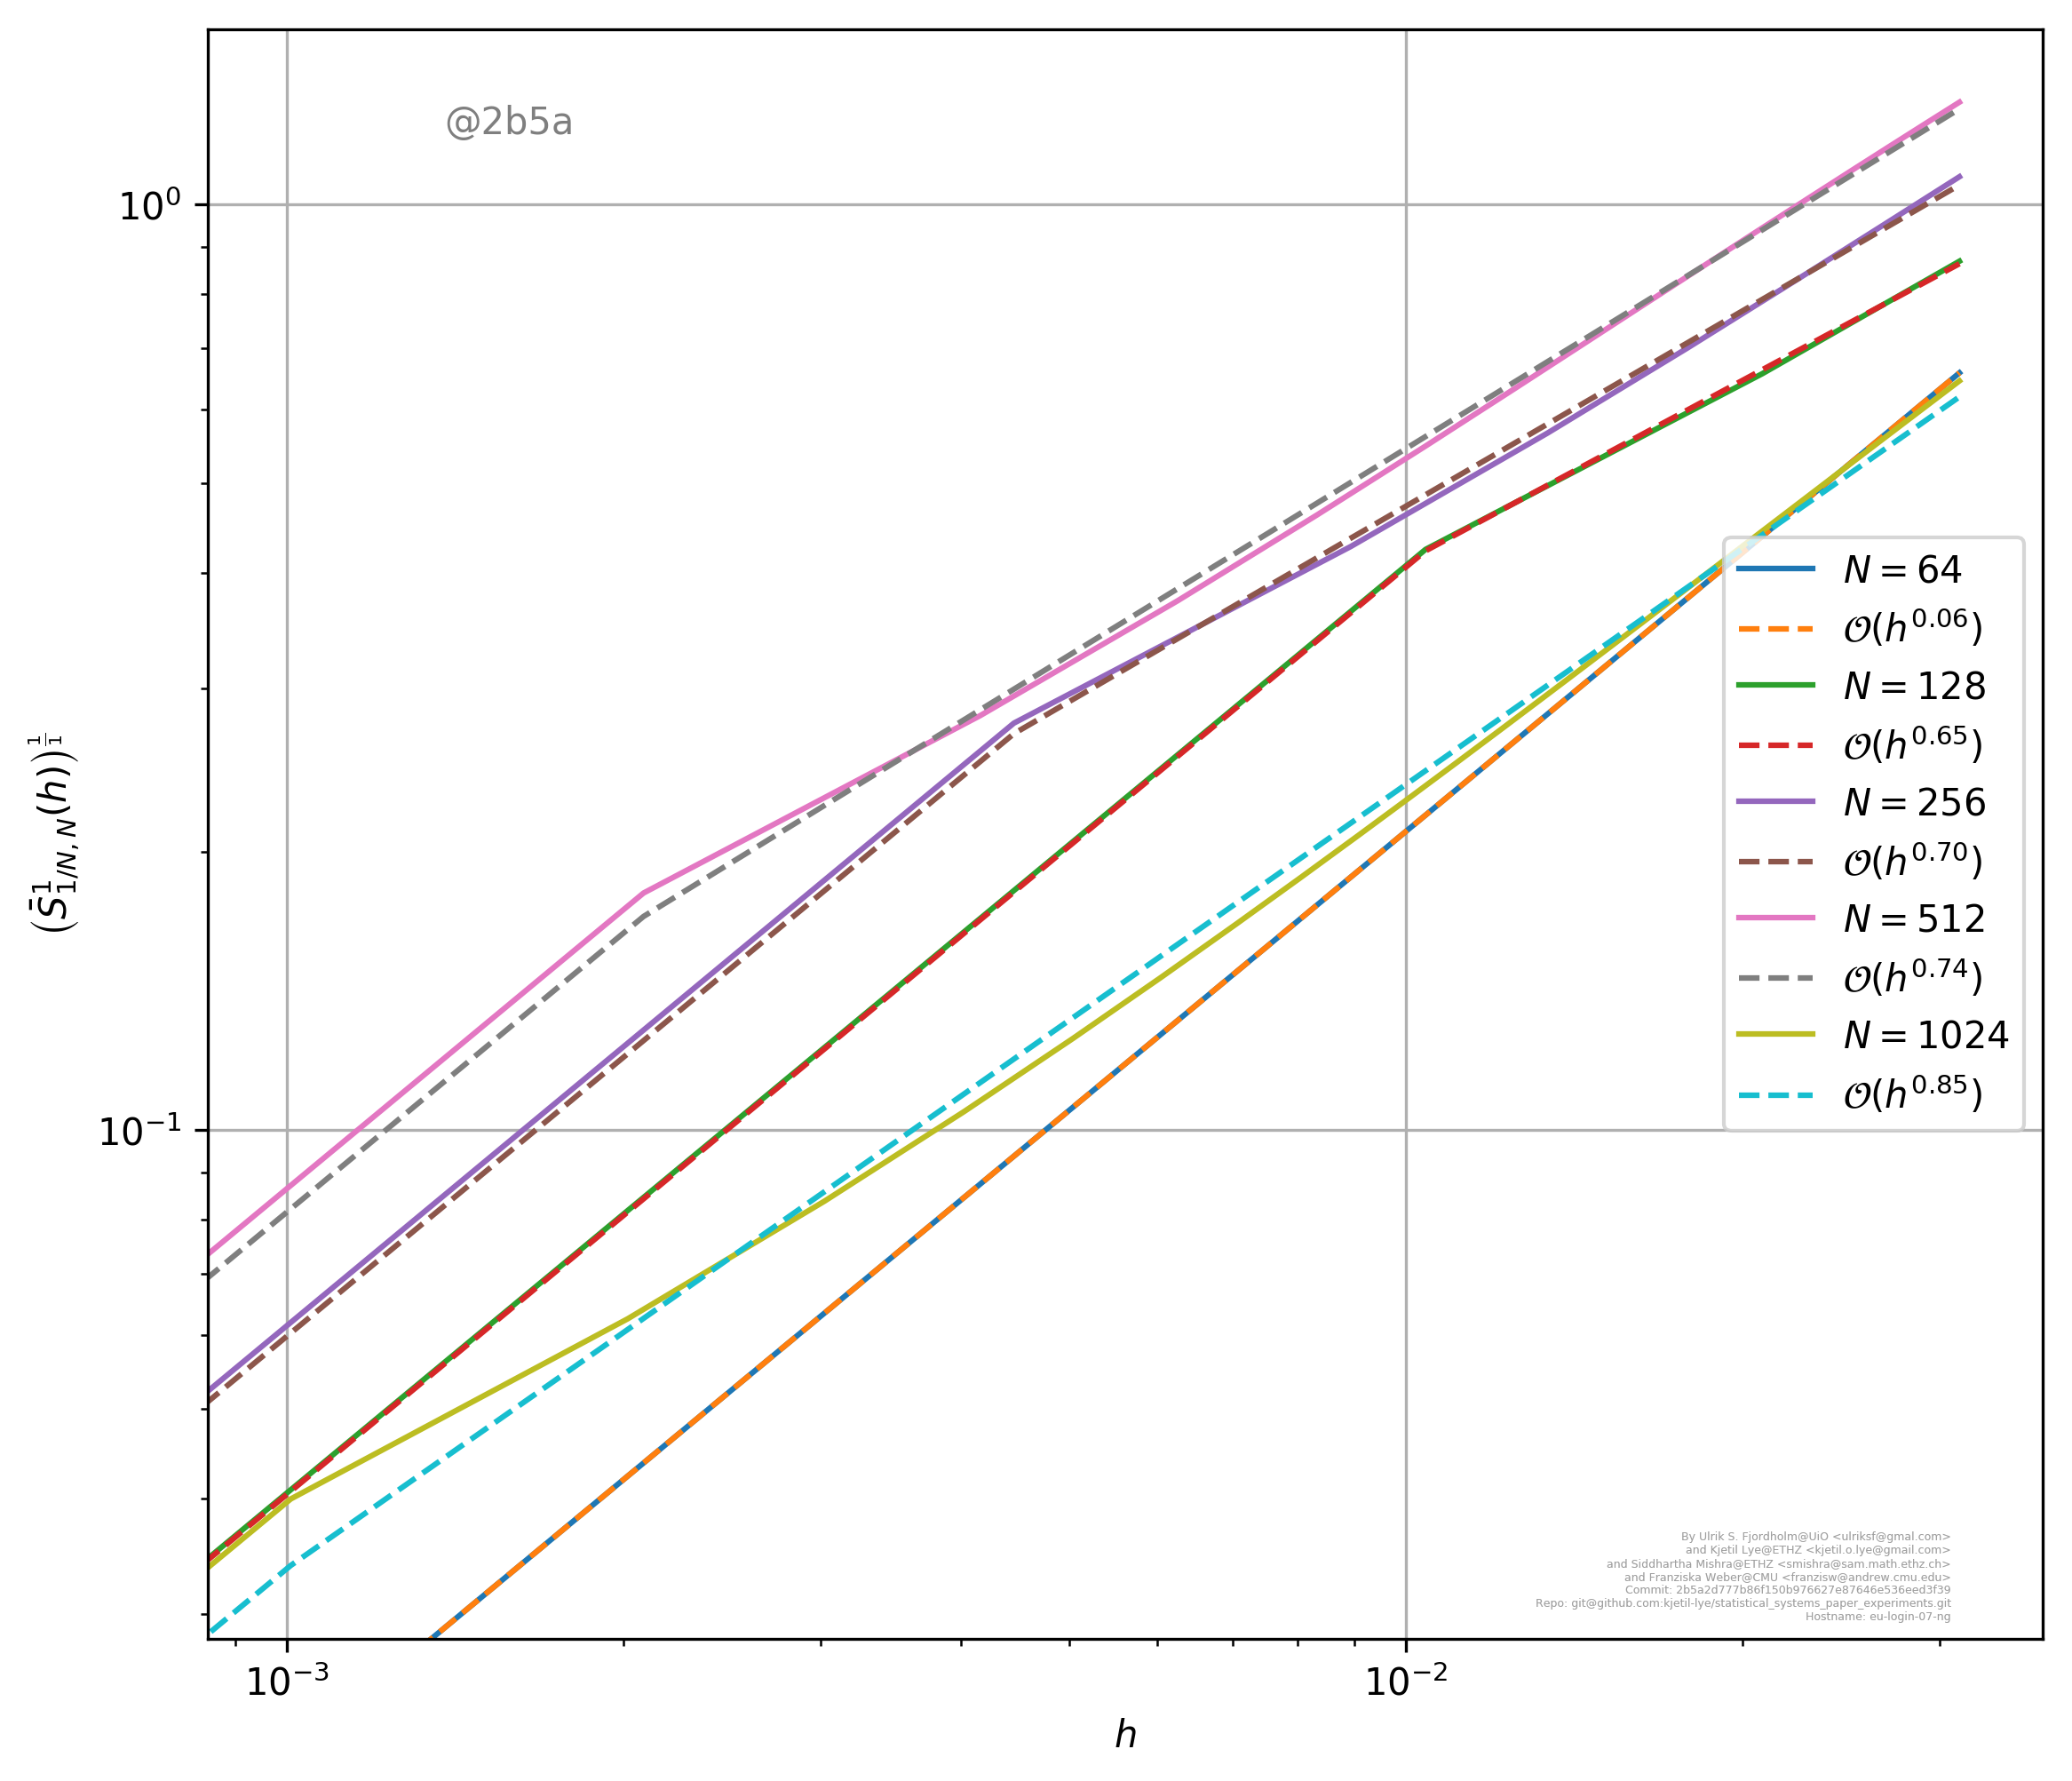 @2b5a
10⁰
10⁻¹
(S̄¹_{1/N, N}(h))^{1/1}
N = 64
𝒪(h^{0.06})
N = 128
𝒪(h^{0.65})
N = 256
𝒪(h^{0.70})
N = 512
𝒪(h^{0.74})
N = 1024
𝒪(h^{0.85})
By Ulrik S. Fjordholm@UiO <ulriksf@gmal.com>
and Kjetil Lye@ETHZ <kjetil.o.lye@gmail.com>
and Siddhartha Mishra@ETHZ <smishra@sam.math.ethz.ch>
and Franziska Weber@CMU <franzisw@andrew.cmu.edu>
Commit: 2b5a2d777b86f150b976627e87646e536eed3f39
Repo: git@github.com:kjetil-lye/statistical_systems_paper_experiments.git
Hostname: eu-login-07-ng
10⁻³
10⁻²
h